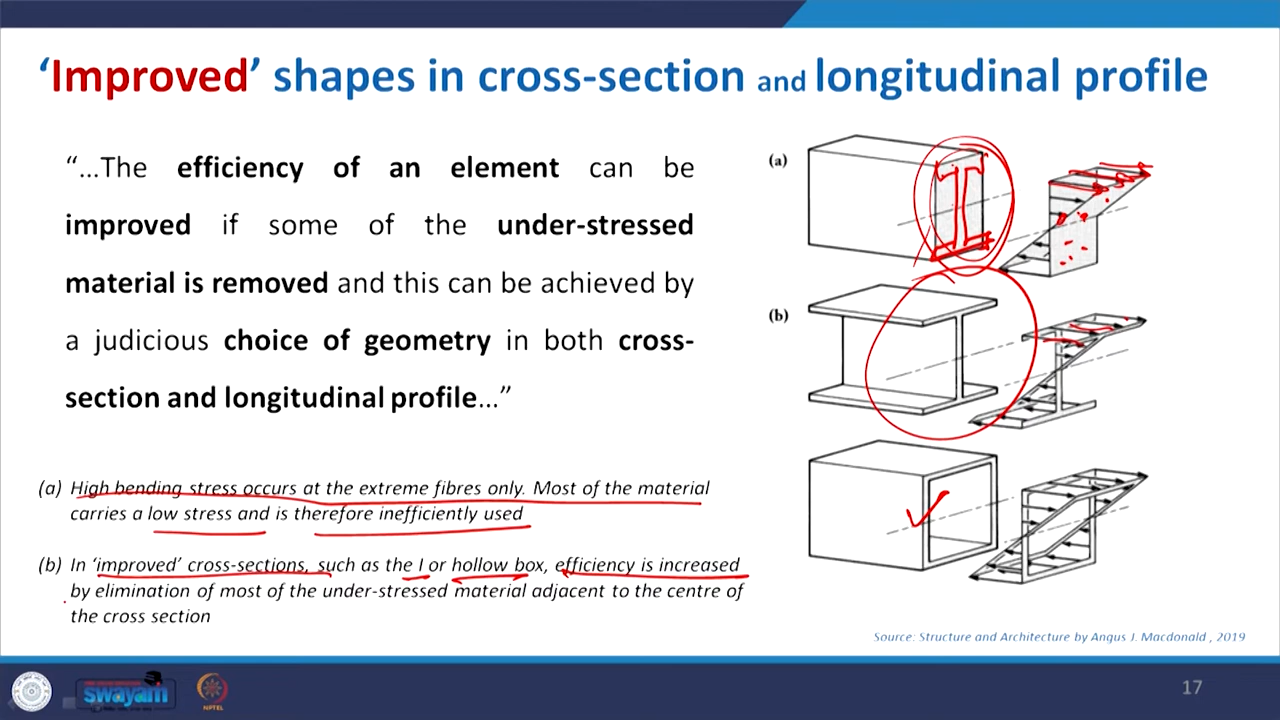 ‘Improved’ shapes in cross-section and longitudinal profile
“…The efficiency of an element can be
improved if some of the under-stressed
material is removed and this can be achieved by
a judicious choice of geometry in both cross-
section and longitudinal profile…”
(a) High bending stress occurs at the extreme fibres only. Most of the material
carries a low stress and is therefore inefficiently used
(b) In ‘improved’ cross-sections, such as the I or hollow box, efficiency is increased
by elimination of most of the under-stressed material adjacent to the centre of
the cross section
(a)
(b)
Source: Structure and Architecture by Angus J. Macdonald , 2019
swayam
NPTEL
17